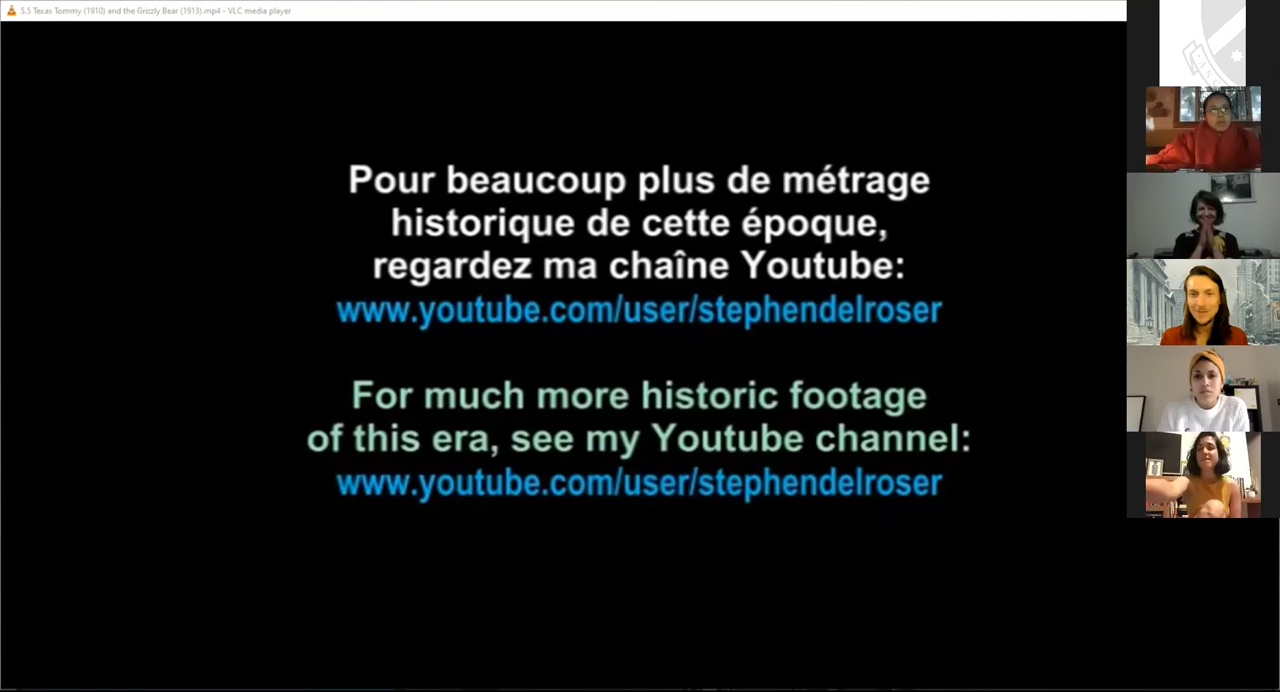 5.5 Texas Tommy (1910) and the Grizzly Bear (1913).mp4 - VLC media player
Pour beaucoup plus de métrage
historique de cette époque,
regardez ma chaîne Youtube:
www.youtube.com/user/stephendelroser
For much more historic footage
of this era, see my Youtube channel:
www.youtube.com/user/stephendelroser